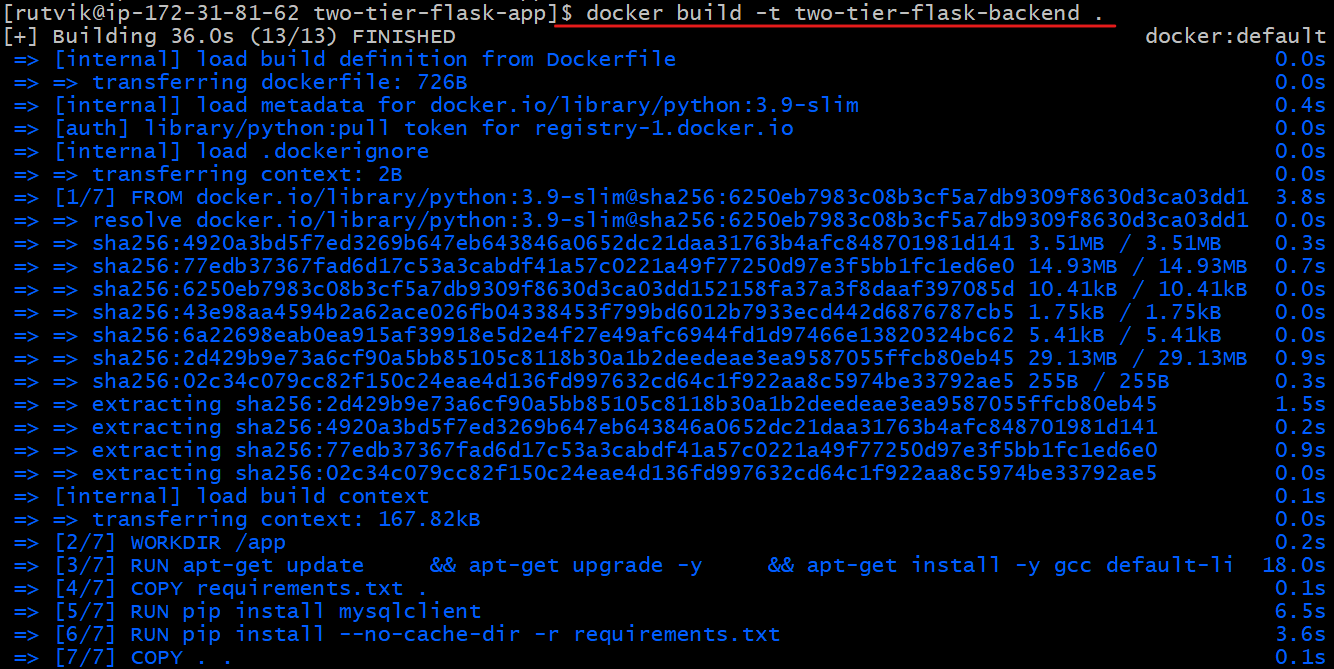 [rutvik@ip-172-31-81-62 two-tier-flask-app]$ docker build -t two-tier-flask-backend .
[+] Building 36.0s (13/13) FINISHED docker:default
=> [internal] load build definition from Dockerfile 0.0s
=> => transferring dockerfile: 726B 0.0s
=> [internal] load metadata for docker.io/library/python:3.9-slim 0.4s
=> [auth] library/python:pull token for registry-1.docker.io 0.0s
=> [internal] load .dockerignore 0.0s
=> => transferring context: 2B 0.0s
=> [1/7] FROM docker.io/library/python:3.9-slim@sha256:6250eb7983c08b3cf5a7db9309f8630d3ca03dd1 3.8s
=> => resolve docker.io/library/python:3.9-slim@sha256:6250eb7983c08b3cf5a7db9309f8630d3ca03dd1 0.0s
=> => sha256:4920a3bd5f7ed3269b647eb643846a0652dc21daa31763b4afc848701981d141 3.51MB / 3.51MB 0.3s
=> => sha256:77edb37367fad6d17c53a3cabdf41a57c0221a49f77250d97e3f5bb1fc1ed6e0 14.93MB / 14.93MB 0.7s
=> => sha256:6250eb7983c08b3cf5a7db9309f8630d3ca03dd152158fa37a3f8daaf397085d 10.41kB / 10.41kB 0.0s
=> => sha256:43e98aa4594b2a62ace026fb04338453f799bd6012b7933ecd442d6876787cb5 1.75kB / 1.75kB 0.0s
=> => sha256:6a22698eab0ea915af39918e5d2e4f27e49afc6944fd1d97466e13820324bc62 5.41kB / 5.41kB 0.0s
=> => sha256:2d429b9e73a6cf90a5bb85105c8118b30a1b2deedeae3ea9587055ffcb80eb45 29.13MB / 29.13MB 0.9s
=> => sha256:02c34c079cc82f150c24eae4d136fd997632cd64c1f922aa8c5974be33792ae5 255B / 255B 0.3s
=> => extracting sha256:2d429b9e73a6cf90a5bb85105c8118b30a1b2deedeae3ea9587055ffcb80eb45 1.5s
=> => extracting sha256:4920a3bd5f7ed3269b647eb643846a0652dc21daa31763b4afc848701981d141 0.2s
=> => extracting sha256:77edb37367fad6d17c53a3cabdf41a57c0221a49f77250d97e3f5bb1fc1ed6e0 0.9s
=> => extracting sha256:02c34c079cc82f150c24eae4d136fd997632cd64c1f922aa8c5974be33792ae5 0.0s
=> [internal] load build context 0.1s
=> => transferring context: 167.82kB 0.0s
=> [2/7] WORKDIR /app 0.2s
=> [3/7] RUN apt-get update && apt-get upgrade -y && apt-get install -y gcc default-li 18.0s
=> [4/7] COPY requirements.txt . 0.1s
=> [5/7] RUN pip install mysqlclient 6.5s
=> [6/7] RUN pip install --no-cache-dir -r requirements.txt 3.6s
=> [7/7] COPY . . 0.1s